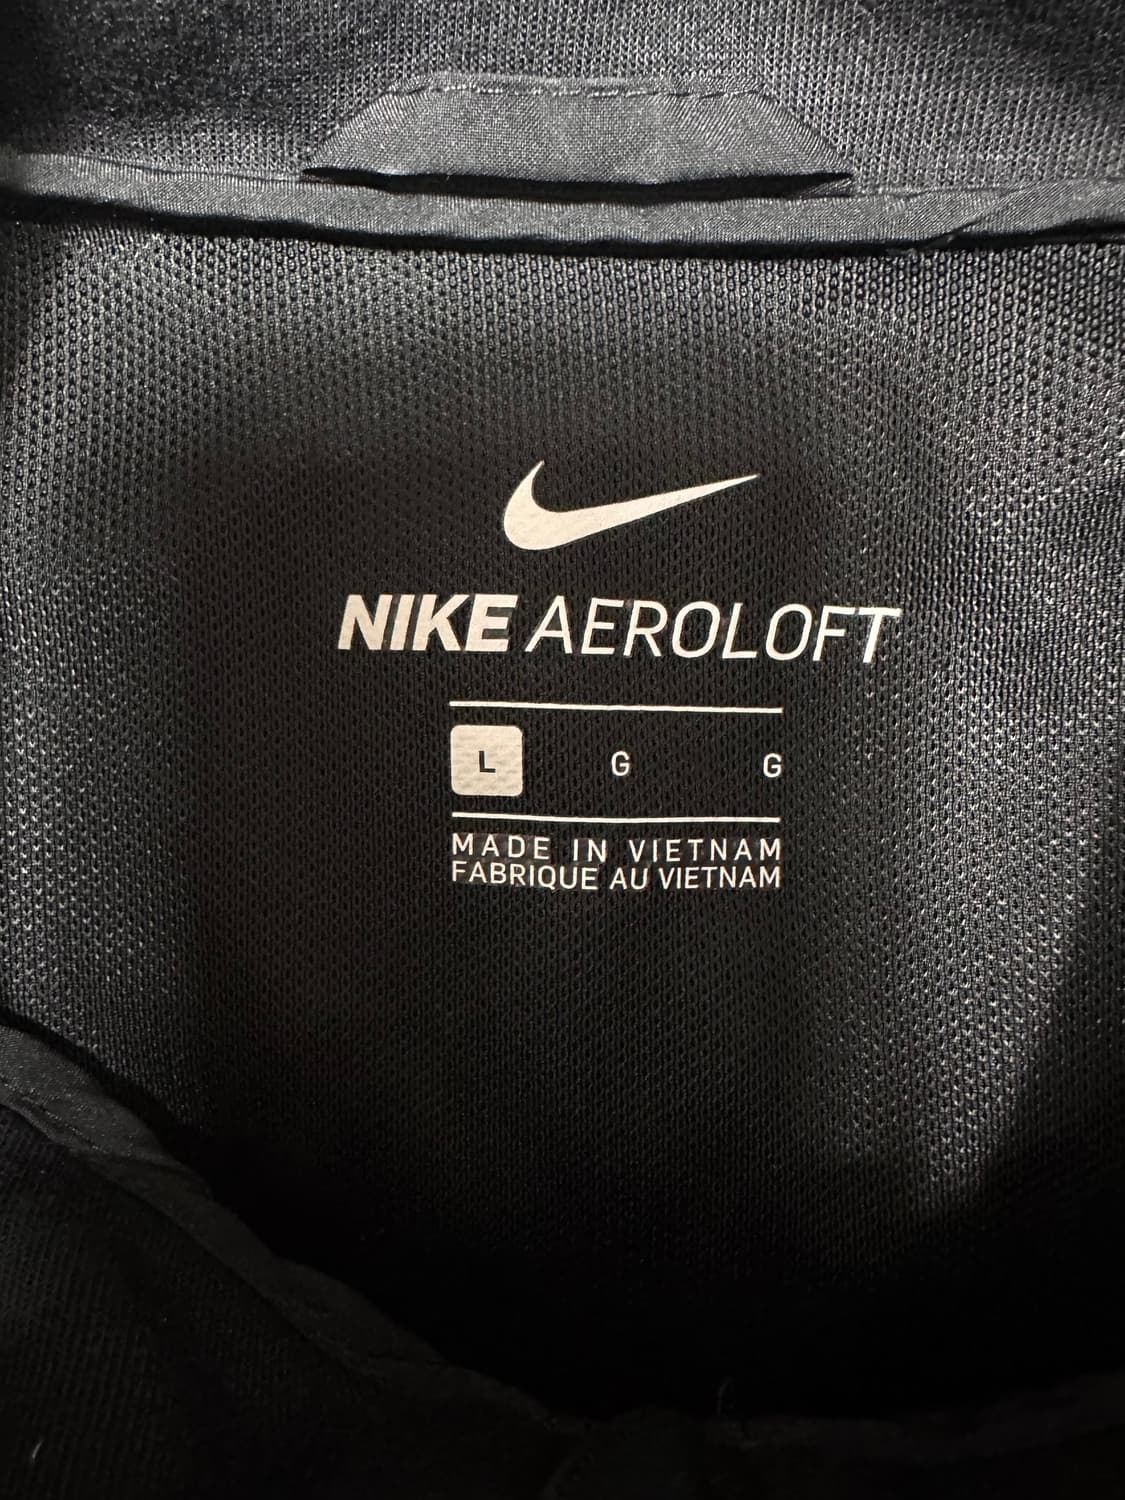 NIKE AEROLOFT
L G G
MADE IN VIETNAM
FABRIQUE AU VIETNAM